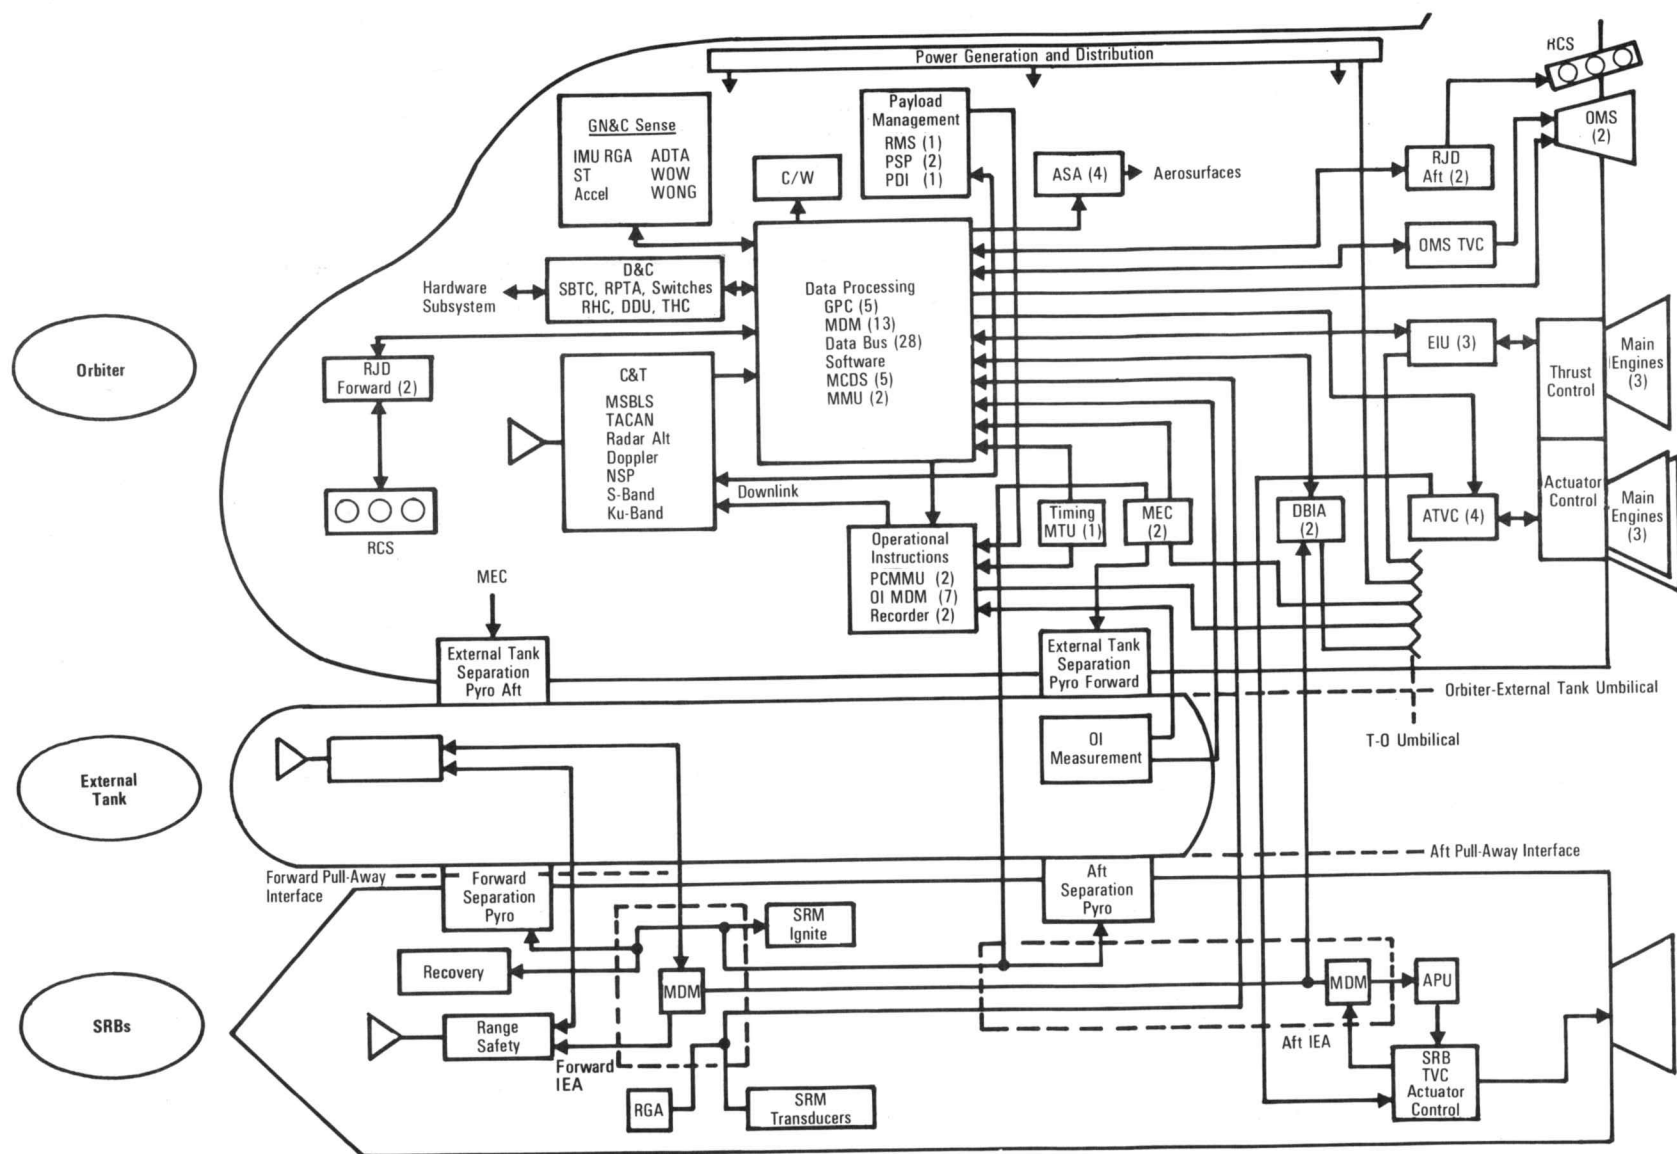 Power Generation and Distribution
RCS
OMS
(2)
GN&C Sense
IMU RGA ADTA
ST WOW
Accel WONG
Payload
Management
RMS (1)
PSP (2)
PDI (1)
C/W
ASA (4)
Aerosurfaces
RJD
Aft (2)
OMS TVC
Hardware
Subsystem
D&C
SBTC, RPTA, Switches
RHC, DDU, THC
Data Processing
GPC (5)
MDM (13)
Data Bus (28)
Software
MCDS (5)
MMU (2)
EIU (3)
Thrust
Control
Main
Engines
(3)
Orbiter
RJD
Forward (2)
C&T
MSBLS
TACAN
Radar Alt
Doppler
NSP
S-Band
Ku-Band
Downlink
RCS
Timing
MTU (1)
MEC
(2)
DBIA
(2)
ATVC (4)
Actuator
Control
Main
Engines
(3)
Operational
Instructions
PCMMU (2)
OI MDM (7)
Recorder (2)
MEC
External Tank
Separation
Pyro Aft
External Tank
Separation
Pyro Forward
Orbiter-External Tank Umbilical
T-O Umbilical
External
Tank
OI
Measurement
Forward Pull-Away
Interface
Forward
Separation
Pyro
Aft
Separation
Pyro
Aft Pull-Away Interface
SRBs
Recovery
SRM
Ignite
MDM
MDM
APU
Range
Safety
Forward
IEA
Aft IEA
SRB
TVC
Actuator
Control
RGA
SRM
Transducers